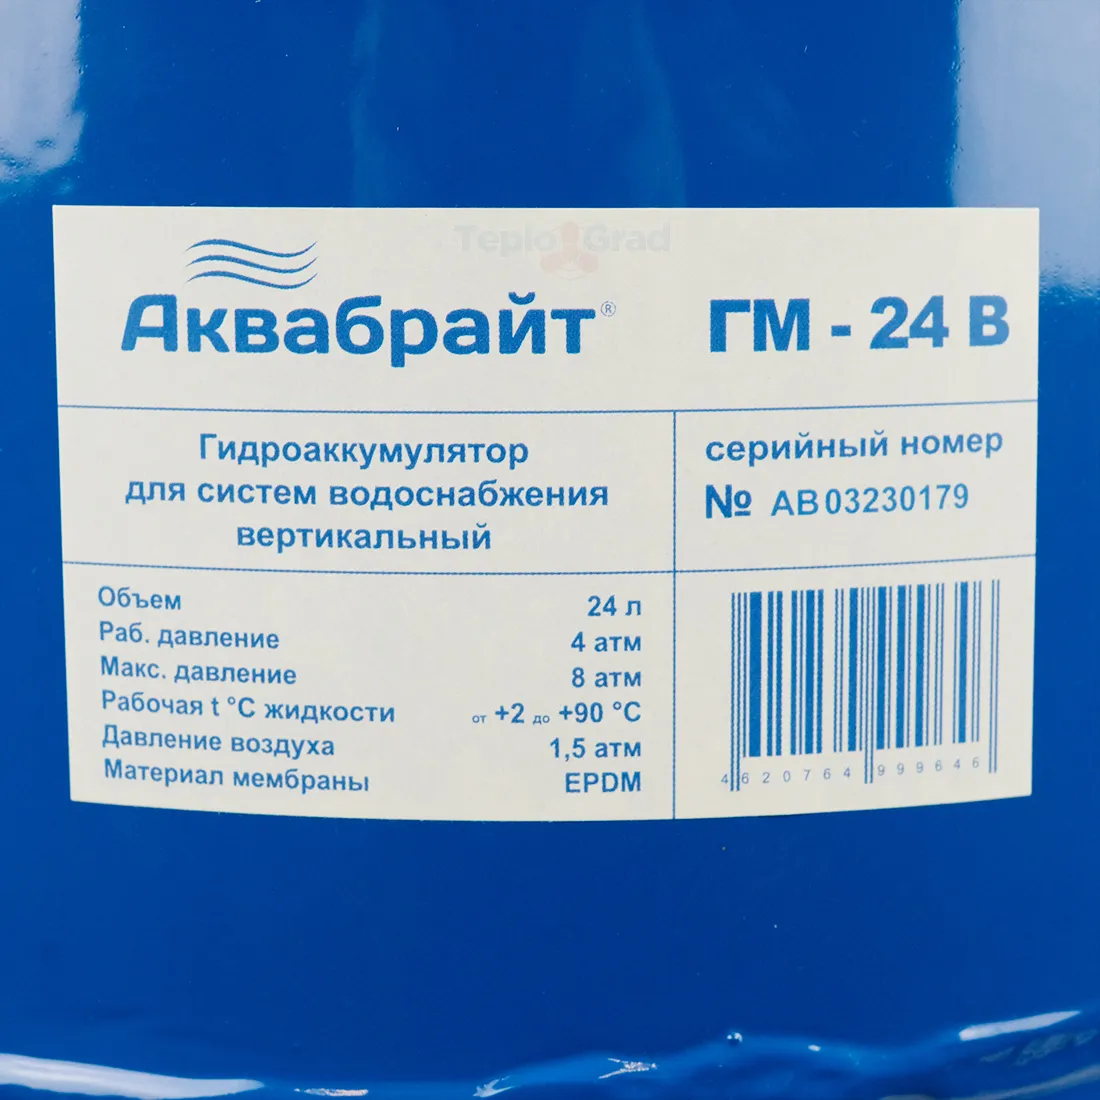 Teplo Grad
Аквабрайт® ГМ - 24 В
Гидроаккумулятор
для систем водоснабжения
вертикальный
серийный номер
№ АВ 03230179
Объем 24 л
Раб. давление 4 атм
Макс. давление 8 атм
Рабочая t °C жидкости от +2 до +90 °C
Давление воздуха 1,5 атм
Материал мембраны EPDM
4 620764 999646